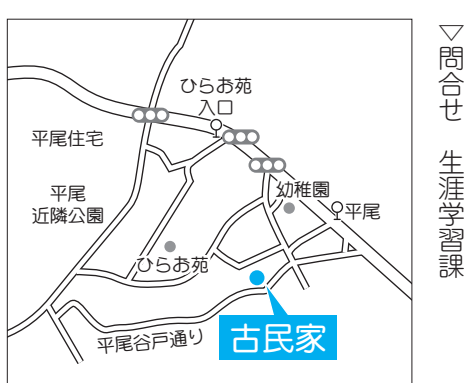 ▽問合せ　生涯学習課
ひらお苑
入口
平尾住宅
平尾
近隣公園
幼稚園
平尾
ひらお苑
古民家
平尾谷戸通り